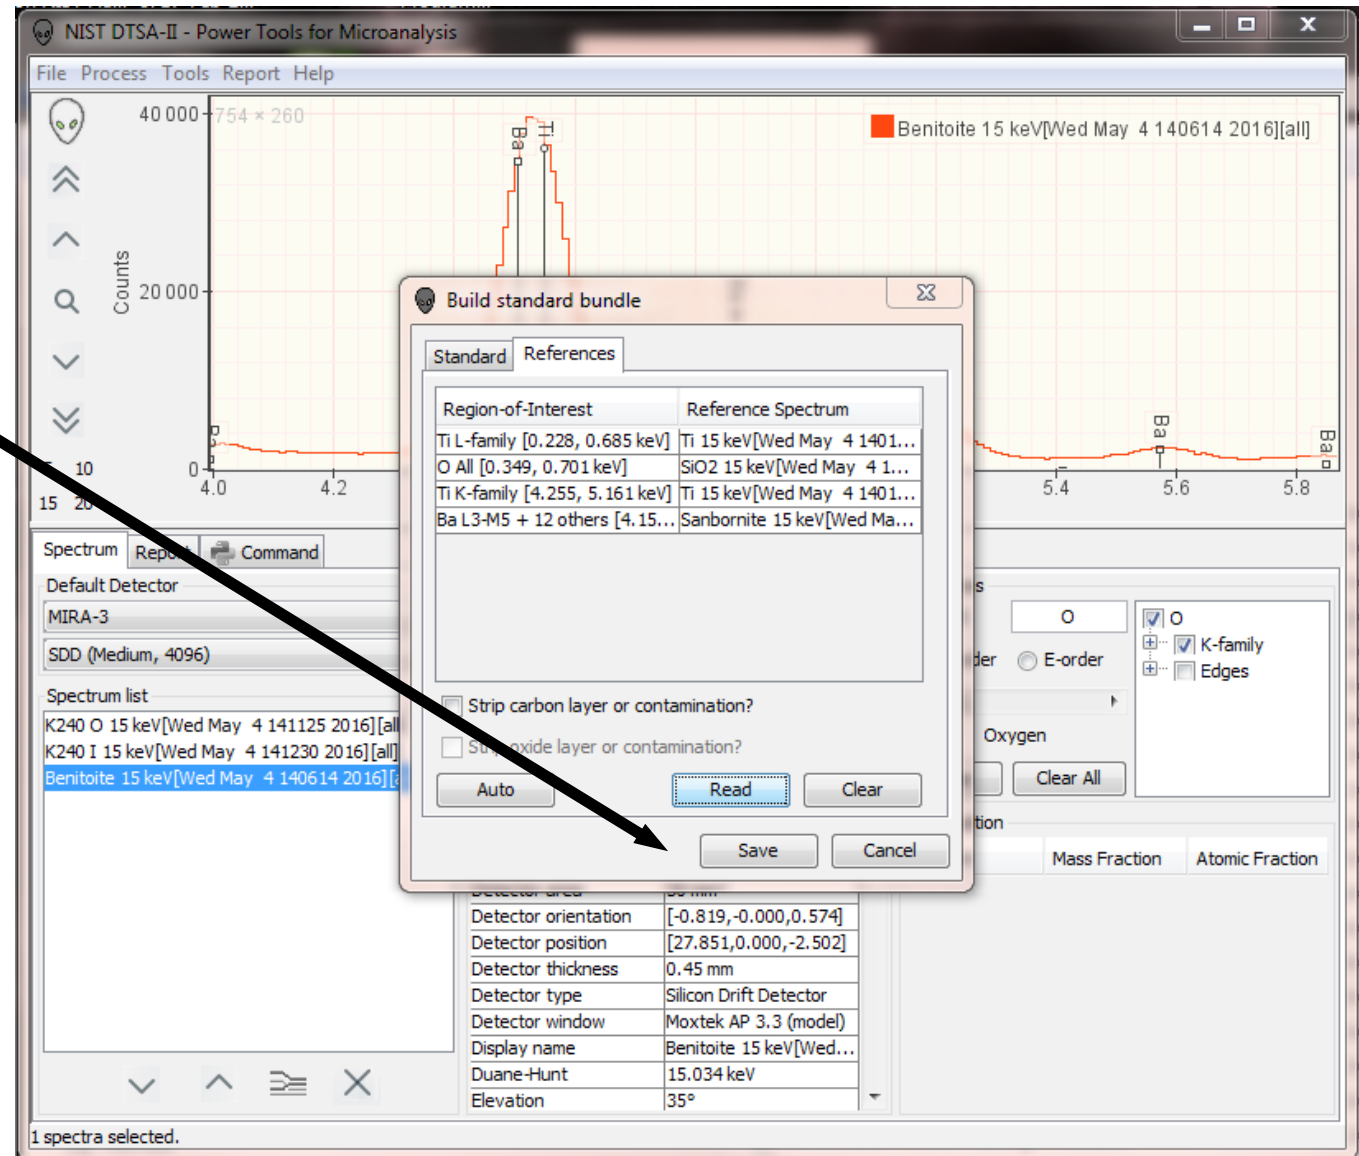 NIST DTSA-II - Power Tools for Microanalysis
File Process Tools Report Help
40 000
754 × 260
Benitoite 15 keV[Wed May 4 140614 2016][all]
Ba
Ti
Counts
20 000
0
4.0
4.2
5.4
5.6
5.8
Ba
Ba
10
15
Build standard bundle
Standard
References
Region-of-Interest
Reference Spectrum
Ti L-family [0.228, 0.685 keV]
Ti 15 keV[Wed May 4 1401...
O All [0.349, 0.701 keV]
SiO2 15 keV[Wed May 4 1...
Ti K-family [4.255, 5.161 keV]
Ti 15 keV[Wed May 4 1401...
Ba L3-M5 + 12 others [4.15...
Sanbornite 15 keV[Wed Ma...
Strip carbon layer or contamination?
Strip oxide layer or contamination?
Auto
Read
Clear
Save
Cancel
Spectrum
Report
Command
Default Detector
MIRA-3
SDD (Medium, 4096)
Spectrum list
K240 O 15 keV[Wed May 4 141125 2016][all]
K240 I 15 keV[Wed May 4 141230 2016][all]
Benitoite 15 keV[Wed May 4 140614 2016][
O
O
K-family
Edges
E-order
Oxygen
Clear All
Mass Fraction
Atomic Fraction
Detector orientation
[-0.819,-0.000,0.574]
Detector position
[27.851,0.000,-2.502]
Detector thickness
0.45 mm
Detector type
Silicon Drift Detector
Detector window
Moxtek AP 3.3 (model)
Display name
Benitoite 15 keV[Wed...
Duane-Hunt
15.034 keV
Elevation
35°
1 spectra selected.